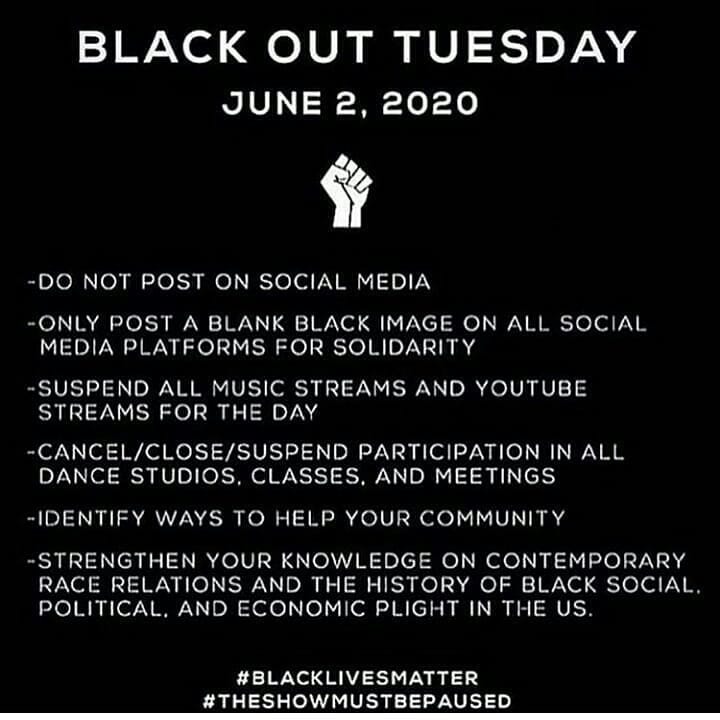 BLACK OUT TUESDAY
JUNE 2, 2020
-DO NOT POST ON SOCIAL MEDIA
-ONLY POST A BLANK BLACK IMAGE ON ALL SOCIAL
MEDIA PLATFORMS FOR SOLIDARITY
-SUSPEND ALL MUSIC STREAMS AND YOUTUBE
STREAMS FOR THE DAY
-CANCEL/CLOSE/SUSPEND PARTICIPATION IN ALL
DANCE STUDIOS, CLASSES, AND MEETINGS
-IDENTIFY WAYS TO HELP YOUR COMMUNITY
-STRENGTHEN YOUR KNOWLEDGE ON CONTEMPORARY
RACE RELATIONS AND THE HISTORY OF BLACK SOCIAL,
POLITICAL, AND ECONOMIC PLIGHT IN THE US.
#BLACKLIVESMATTER
#THESHOWMUSTBEPAUSED